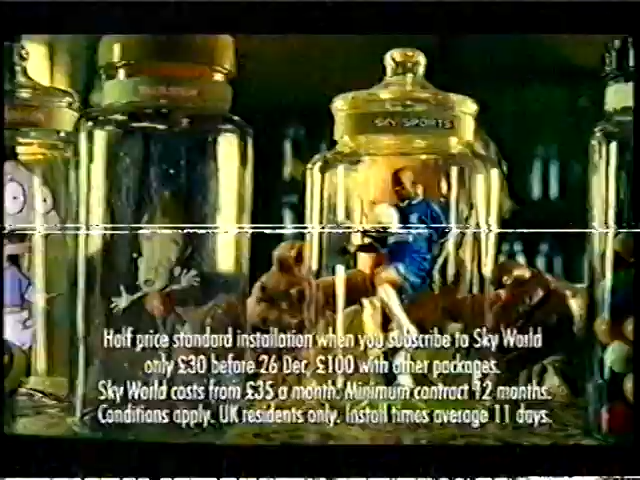 SKY SPORTS
Half price standard installation when you subscribe to Sky World
only £30 before 26 Dec, £100 with other packages.
Sky World costs from £35 a month. Minimum contract 12 months.
Conditions apply. UK residents only. Install times average 11 days.